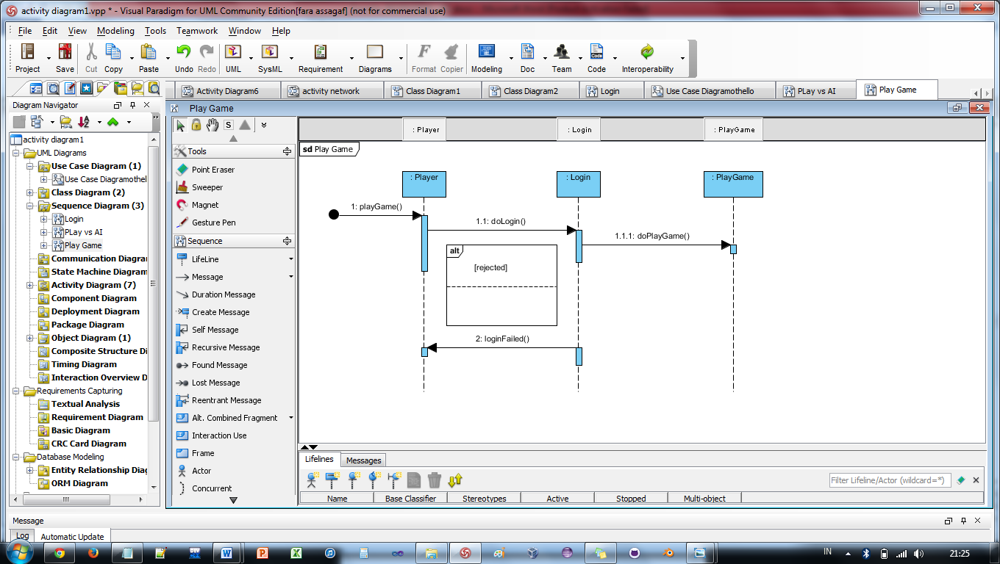 activity diagram1.vpp * - Visual Paradigm for UML Community Edition[fara assagaf] (not for commercial use)
File Edit View Modeling Tools Teamwork Window Help
Project Save Cut Copy Paste Undo Redo UML SysML Requirement Diagrams Format Copier Modeling Doc Team Code Interoperability
Activity Diagram6 activity network Class Diagram1 Class Diagram2 Login Use Case Diagramothello PLay vs AI Play Game
Diagram Navigator
activity diagram1
UML Diagrams
Use Case Diagram (1)
Use Case Diagramothel
Class Diagram (2)
Sequence Diagram (3)
Login
PLay vs AI
Play Game
Communication Diagrar
State Machine Diagram
Activity Diagram (7)
Component Diagram
Deployment Diagram
Package Diagram
Object Diagram (1)
Composite Structure Di
Timing Diagram
Interaction Overview D
Requirements Capturing
Textual Analysis
Requirement Diagram
Basic Diagram
CRC Card Diagram
Database Modeling
Entity Relationship Diag
ORM Diagram
Play Game
S
Tools
Point Eraser
Sweeper
Magnet
Gesture Pen
Sequence
LifeLine
Message
Duration Message
Create Message
Self Message
Recursive Message
Found Message
Lost Message
Reentrant Message
Alt. Combined Fragment
Interaction Use
Frame
Actor
Concurrent
: Player : Login : PlayGame
sd Play Game
: Player : Login : PlayGame
1: playGame()
1.1: doLogin()
1.1.1: doPlayGame()
alt
[rejected]
2: loginFailed()
Lifelines Messages
Filter Lifeline/Actor (wildcard=*)
Name Base Classifier Stereotypes Active Stopped Multi-object
Message
Log Automatic Update
IN 21:25